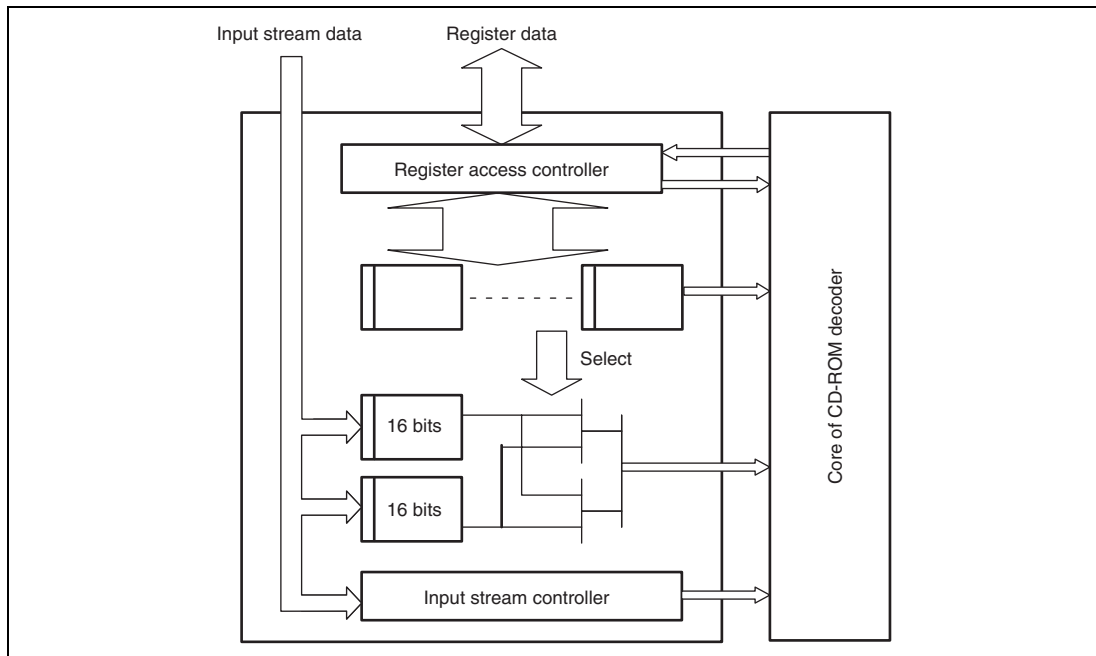 Input stream data
Register data
Register access controller
Select
16 bits
16 bits
Input stream controller
Core of CD-ROM decoder